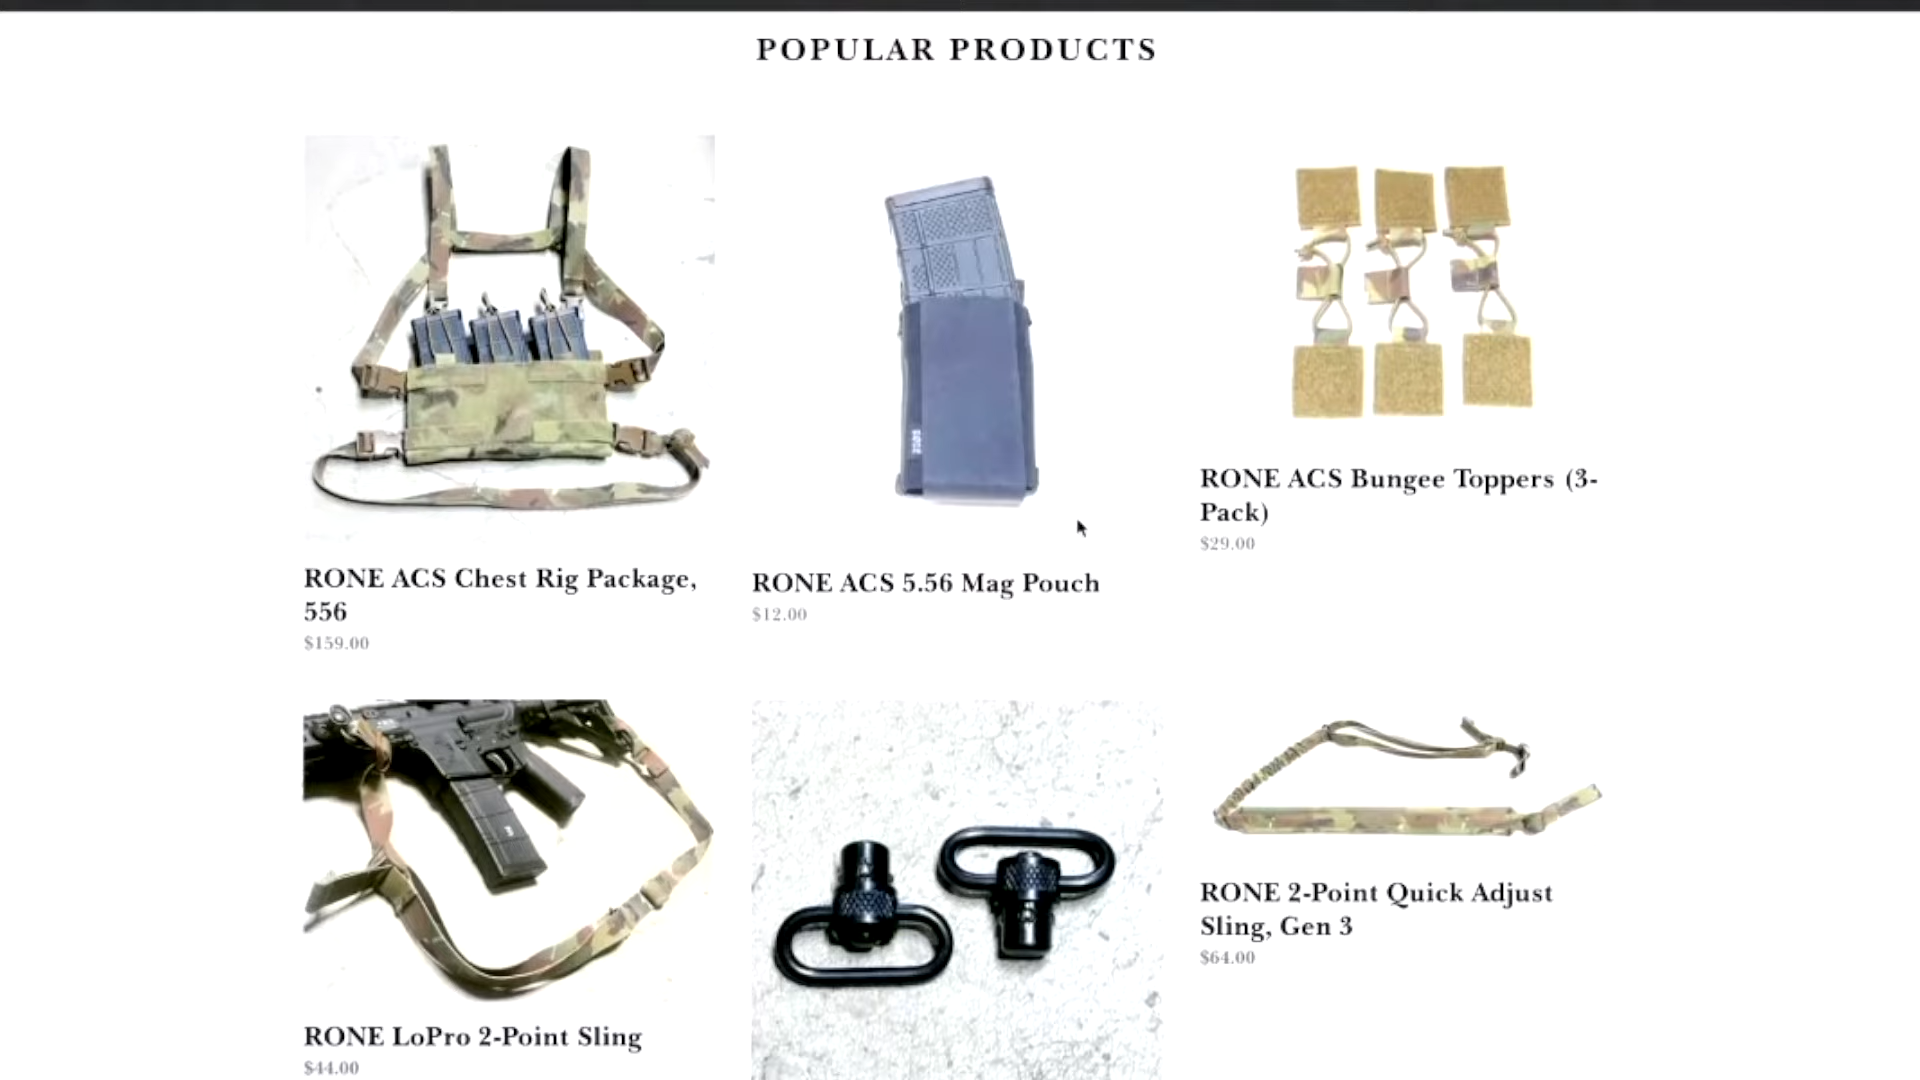 POPULAR PRODUCTS
RONE ACS Chest Rig Package,
556
$159.00
RONE ACS 5.56 Mag Pouch
$12.00
RONE ACS Bungee Toppers (3-
Pack)
$29.00
RONE LoPro 2-Point Sling
$44.00
RONE 2-Point Quick Adjust
Sling, Gen 3
$64.00